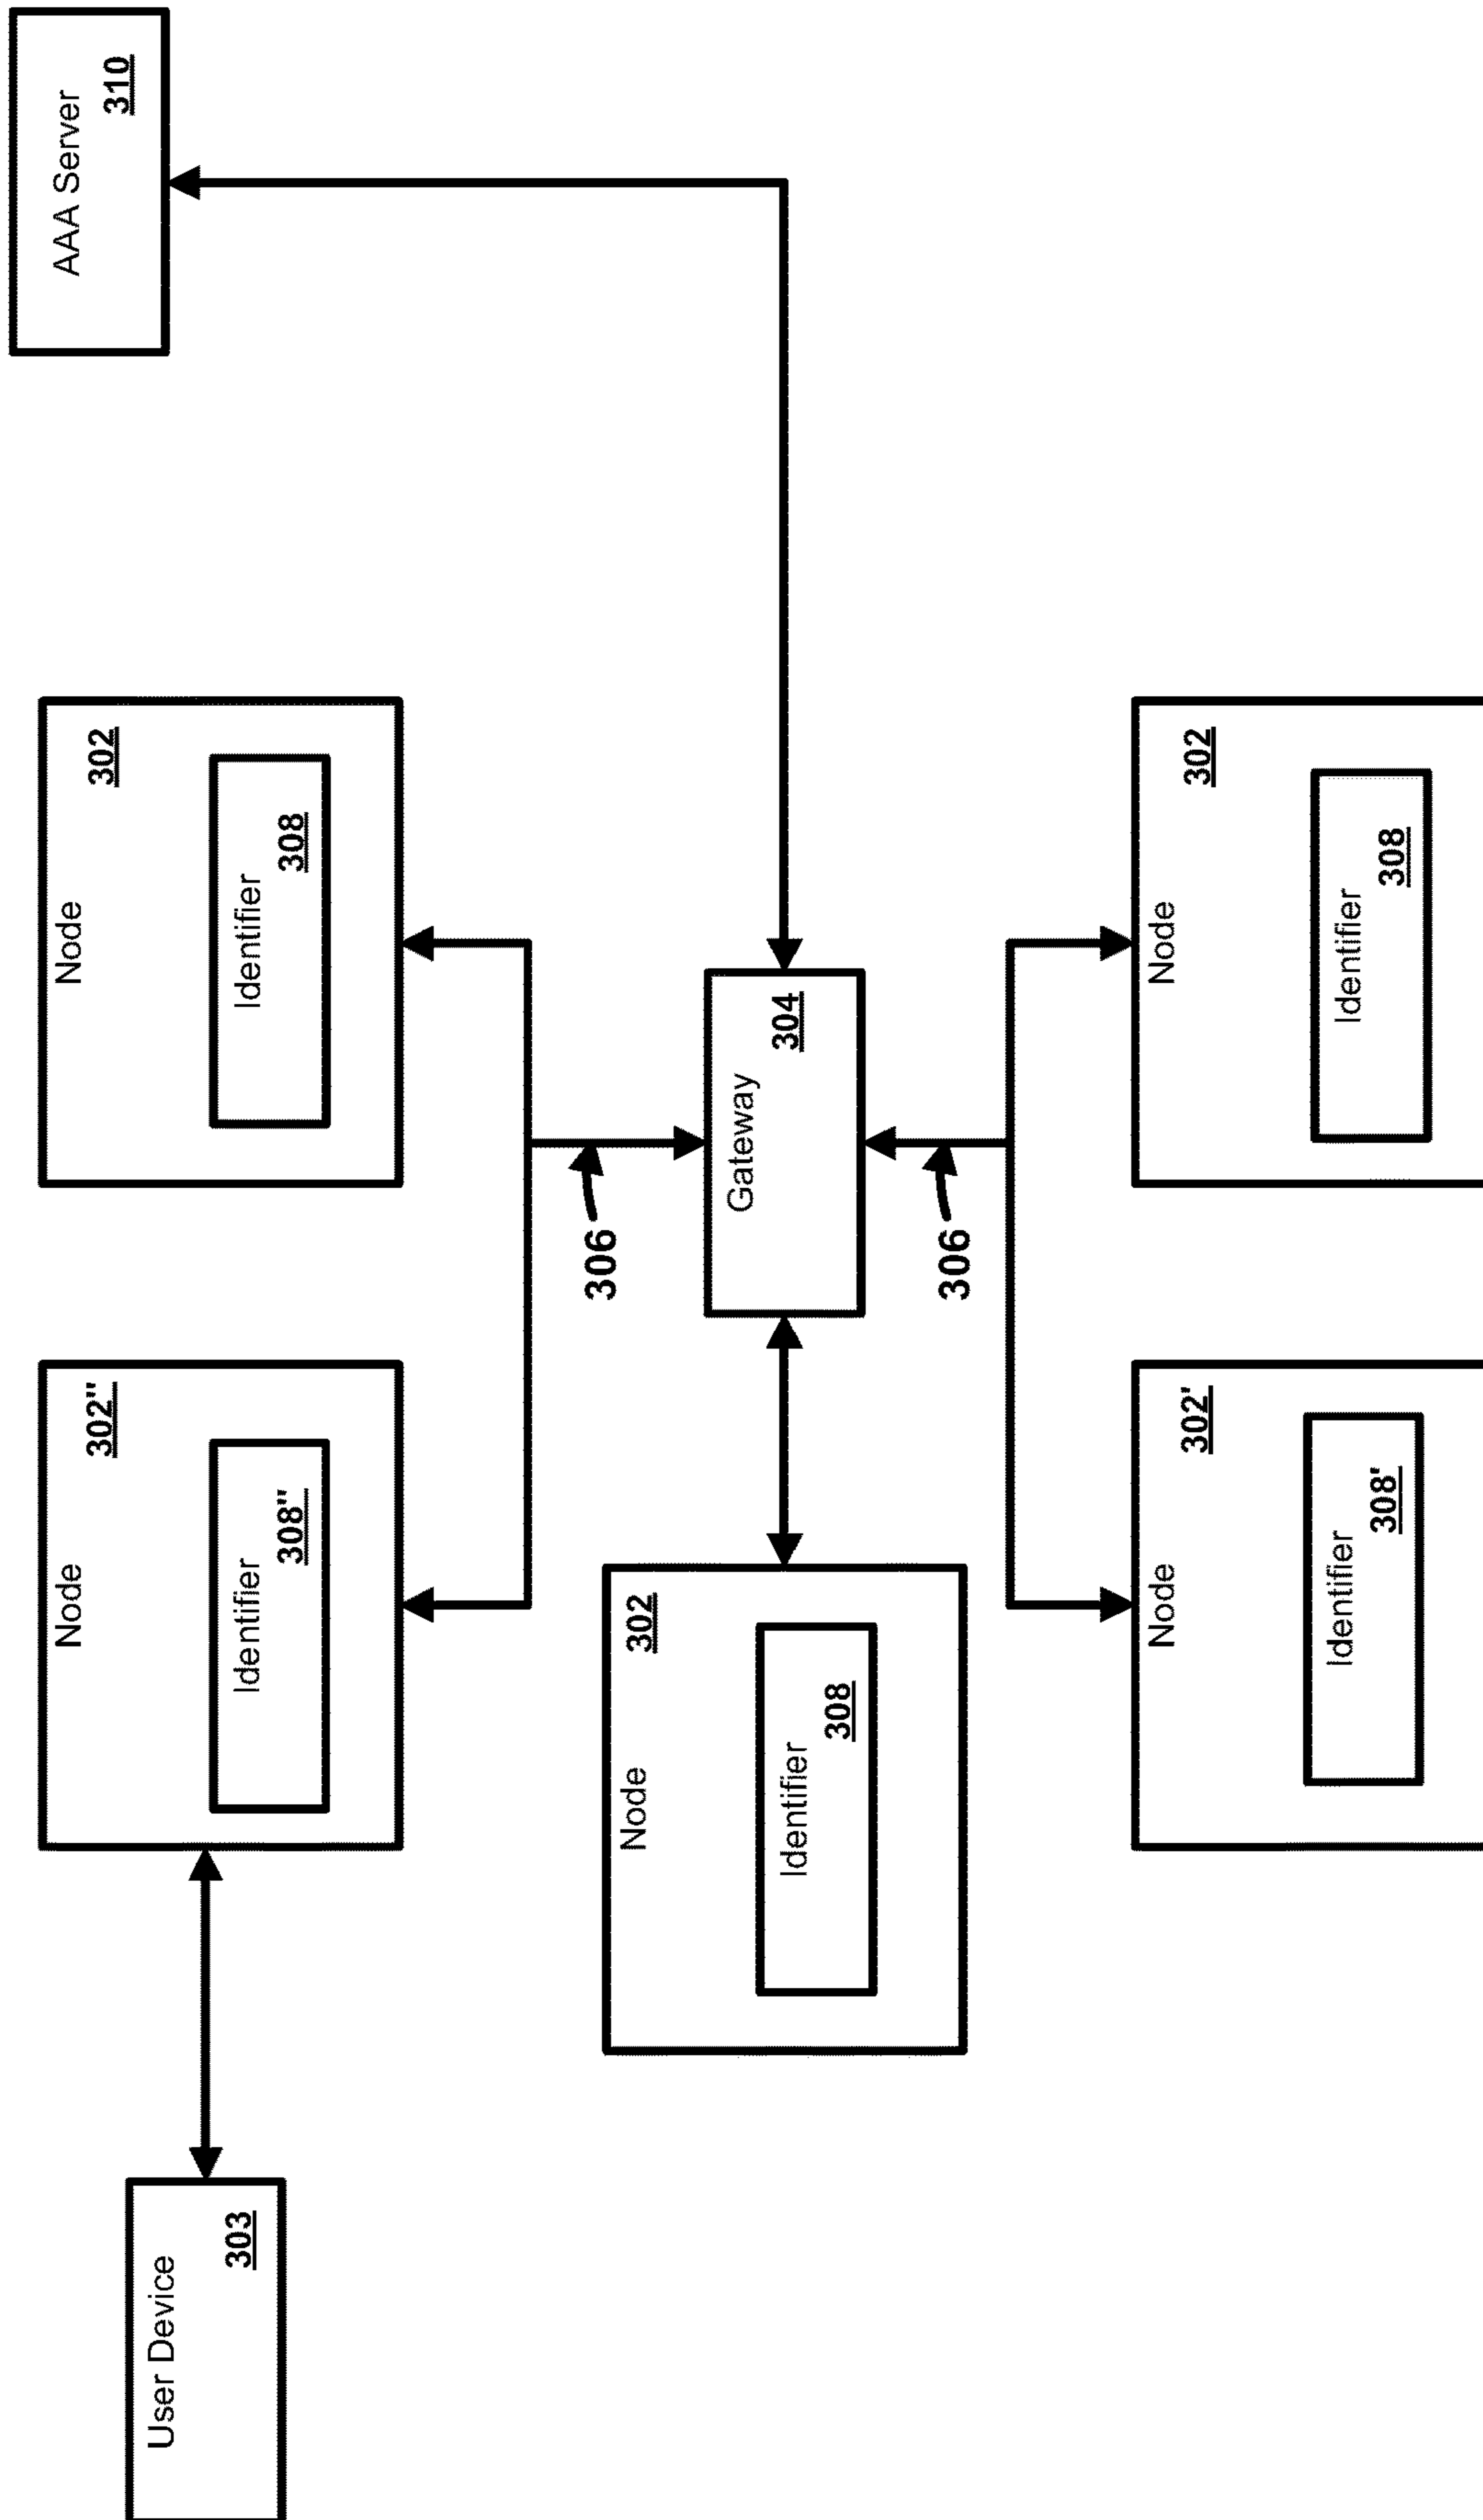 User Device
303
Node
302''
Identifier
308''
Node
302
Identifier
308
AAA Server
310
306
Node
302
Identifier
308
Gateway
304
306
Node
302'
Identifier
308'
Node
302
Identifier
308